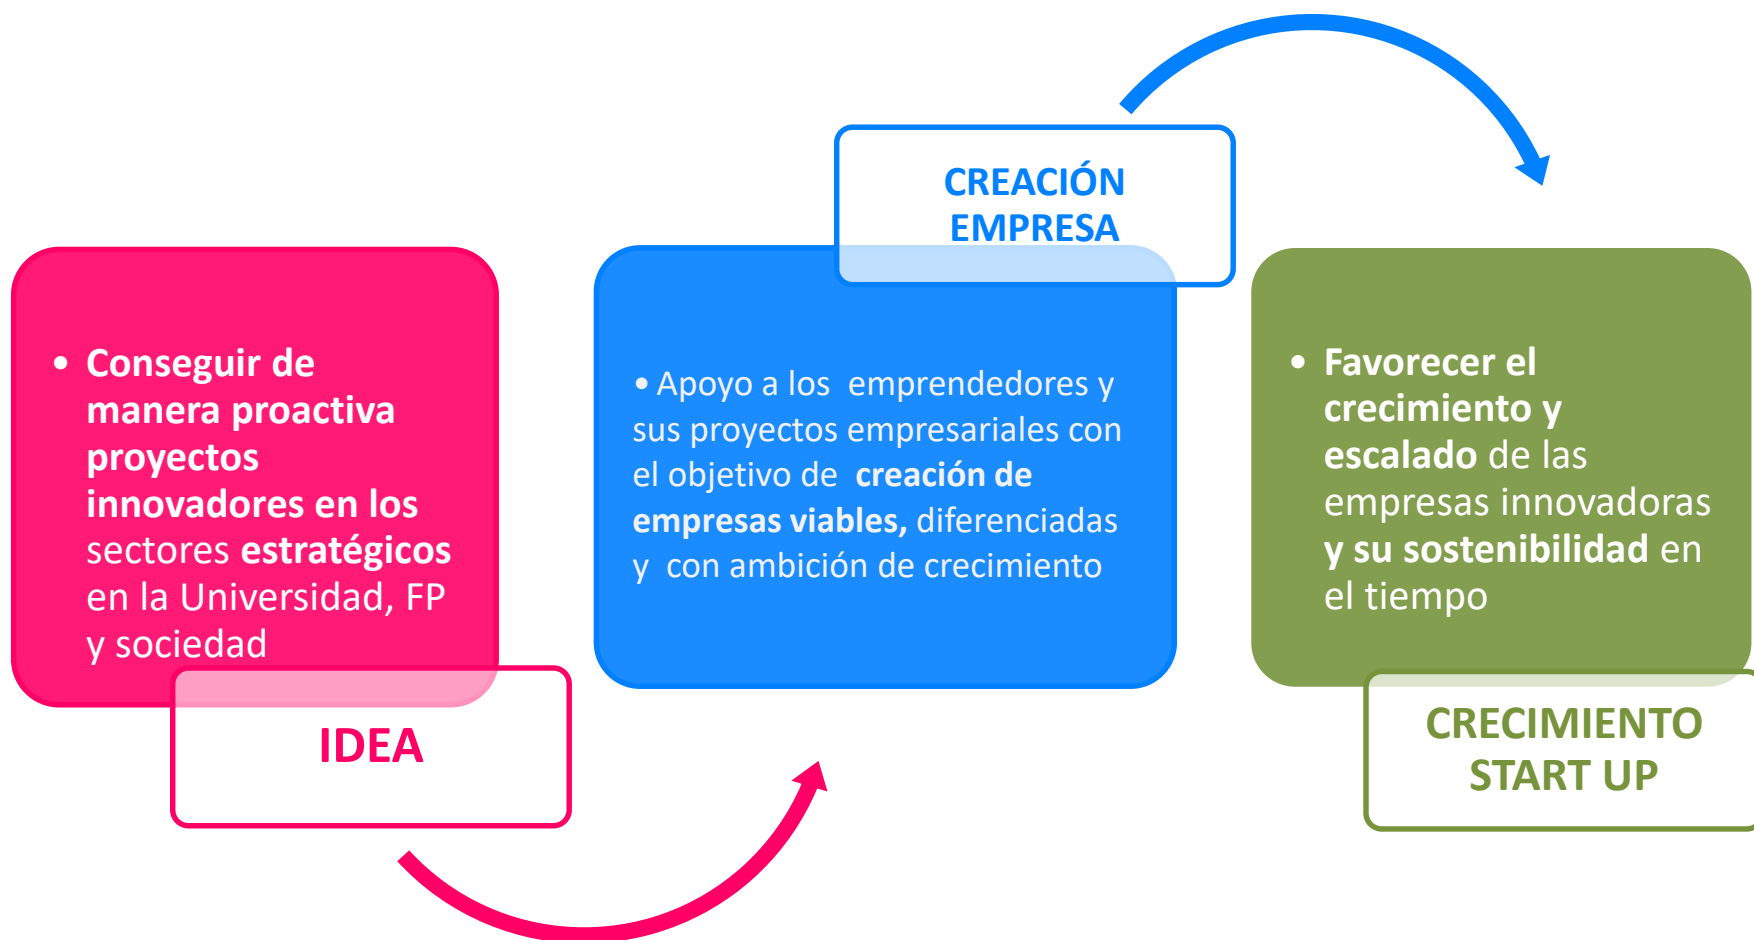 • Conseguir de
manera proactiva
proyectos
innovadores en los
sectores estratégicos
en la Universidad, FP
y sociedad
IDEA
CREACIÓN
EMPRESA
• Apoyo a los emprendedores y
sus proyectos empresariales con
el objetivo de creación de
empresas viables, diferenciadas
y con ambición de crecimiento
• Favorecer el
crecimiento y
escalado de las
empresas innovadoras
y su sostenibilidad en
el tiempo
CRECIMIENTO
START UP